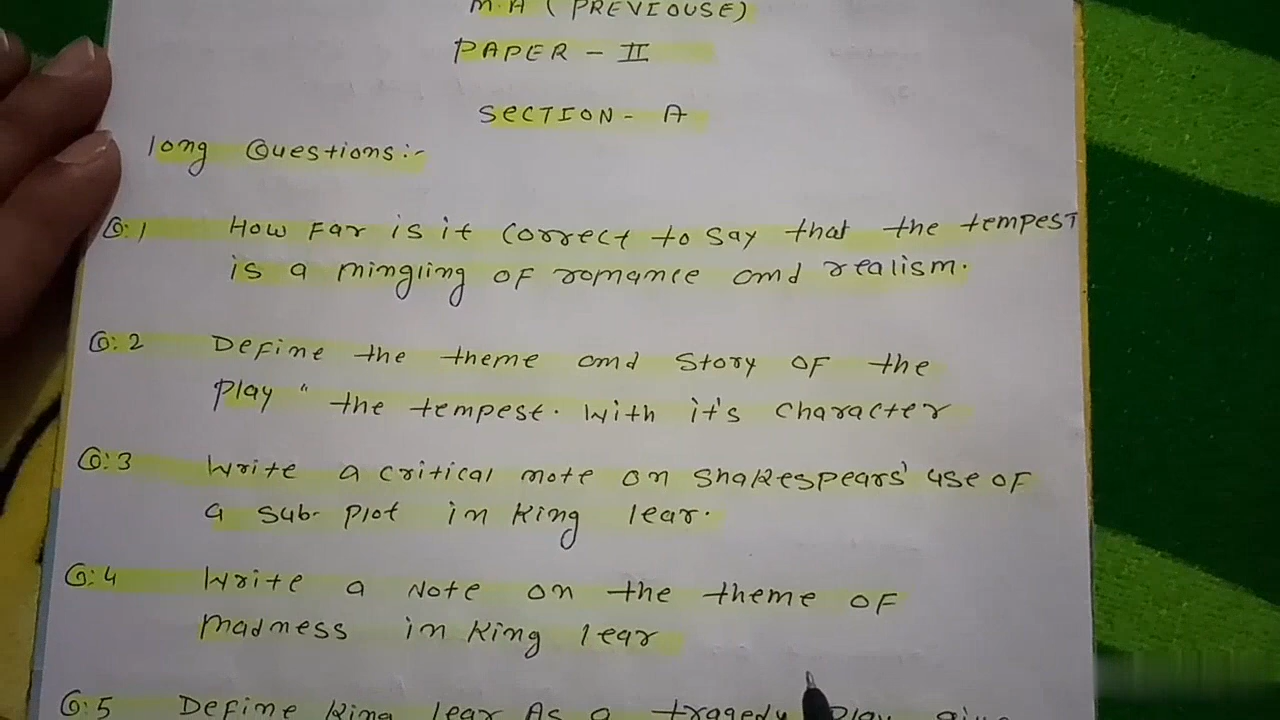 M.A ( PREVIOUSE)
PAPER - II
SECTION - A
long Questions:-
Q:1 How Far is it correct to say that the tempest
is a mingling of romance and realism.
Q:2 Define the theme and story of the
play " the tempest. With it's character
Q:3 Write a critical note on Shakespears' use of
a sub-plot in King lear.
Q:4 Write a Note on the theme of
madness in King lear
Q:5 Define King lear As a tragedy play give